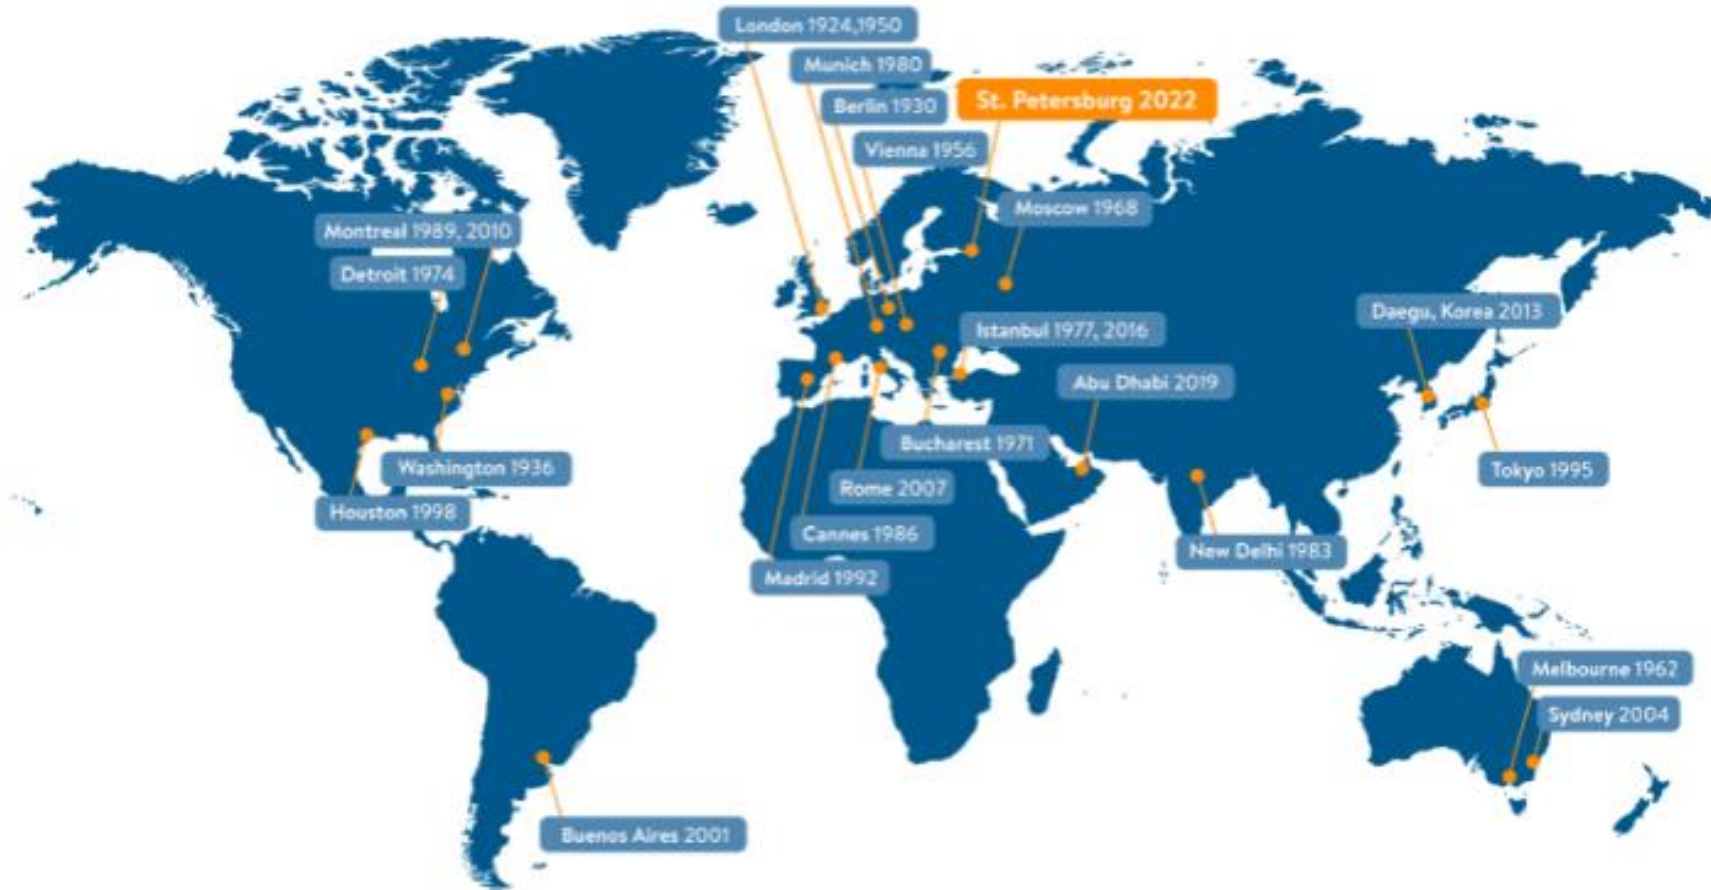 London 1924,1950
Munich 1980
Berlin 1930
St. Petersburg 2022
Vienna 1956
Moscow 1968
Montreal 1989, 2010
Detroit 1974
Daegu, Korea 2013
Istanbul 1977, 2016
Abu Dhabi 2019
Bucharest 1971
Washington 1936
Tokyo 1995
Rome 2007
Houston 1998
Cannes 1986
New Delhi 1983
Madrid 1992
Melbourne 1962
Sydney 2004
Buenos Aires 2001